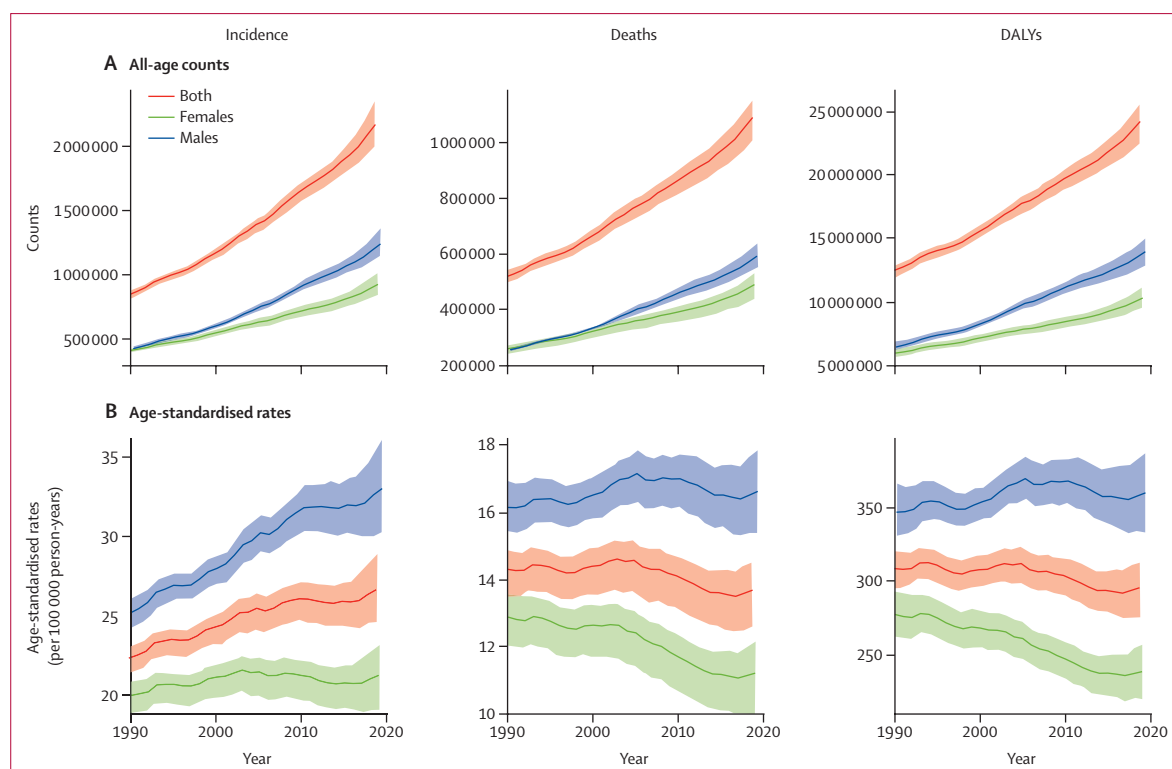 Incidence
Deaths
DALYs
A All-age counts
Both
Females
Males
Counts
2000000
1500000
1000000
500000
1000000
800000
600000
400000
200000
25000000
20000000
15000000
10000000
5000000
B Age-standardised rates
Age-standardised rates
(per 100 000 person-years)
35
30
25
20
18
16
14
12
10
350
300
250
1990 2000 2010 2020
1990 2000 2010 2020
1990 2000 2010 2020
Year
Year
Year